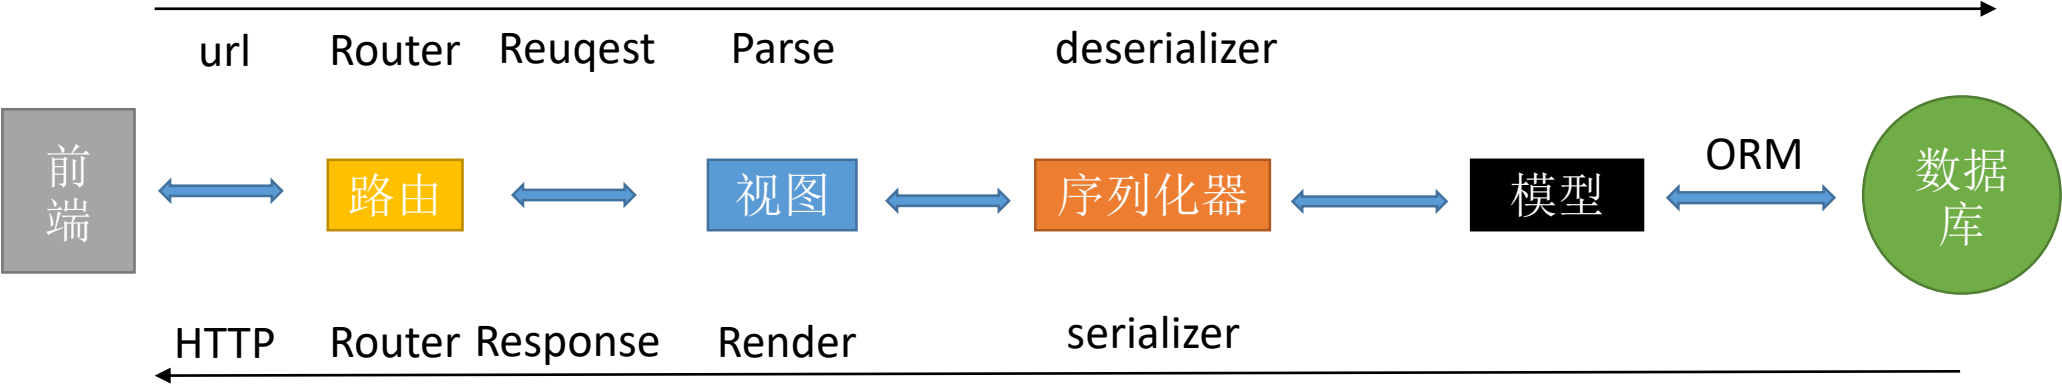 url
Router
Reuqest
Parse
deserializer
前
端
路由
视图
序列化器
模型
ORM
数据
库
HTTP
Router
Response
Render
serializer